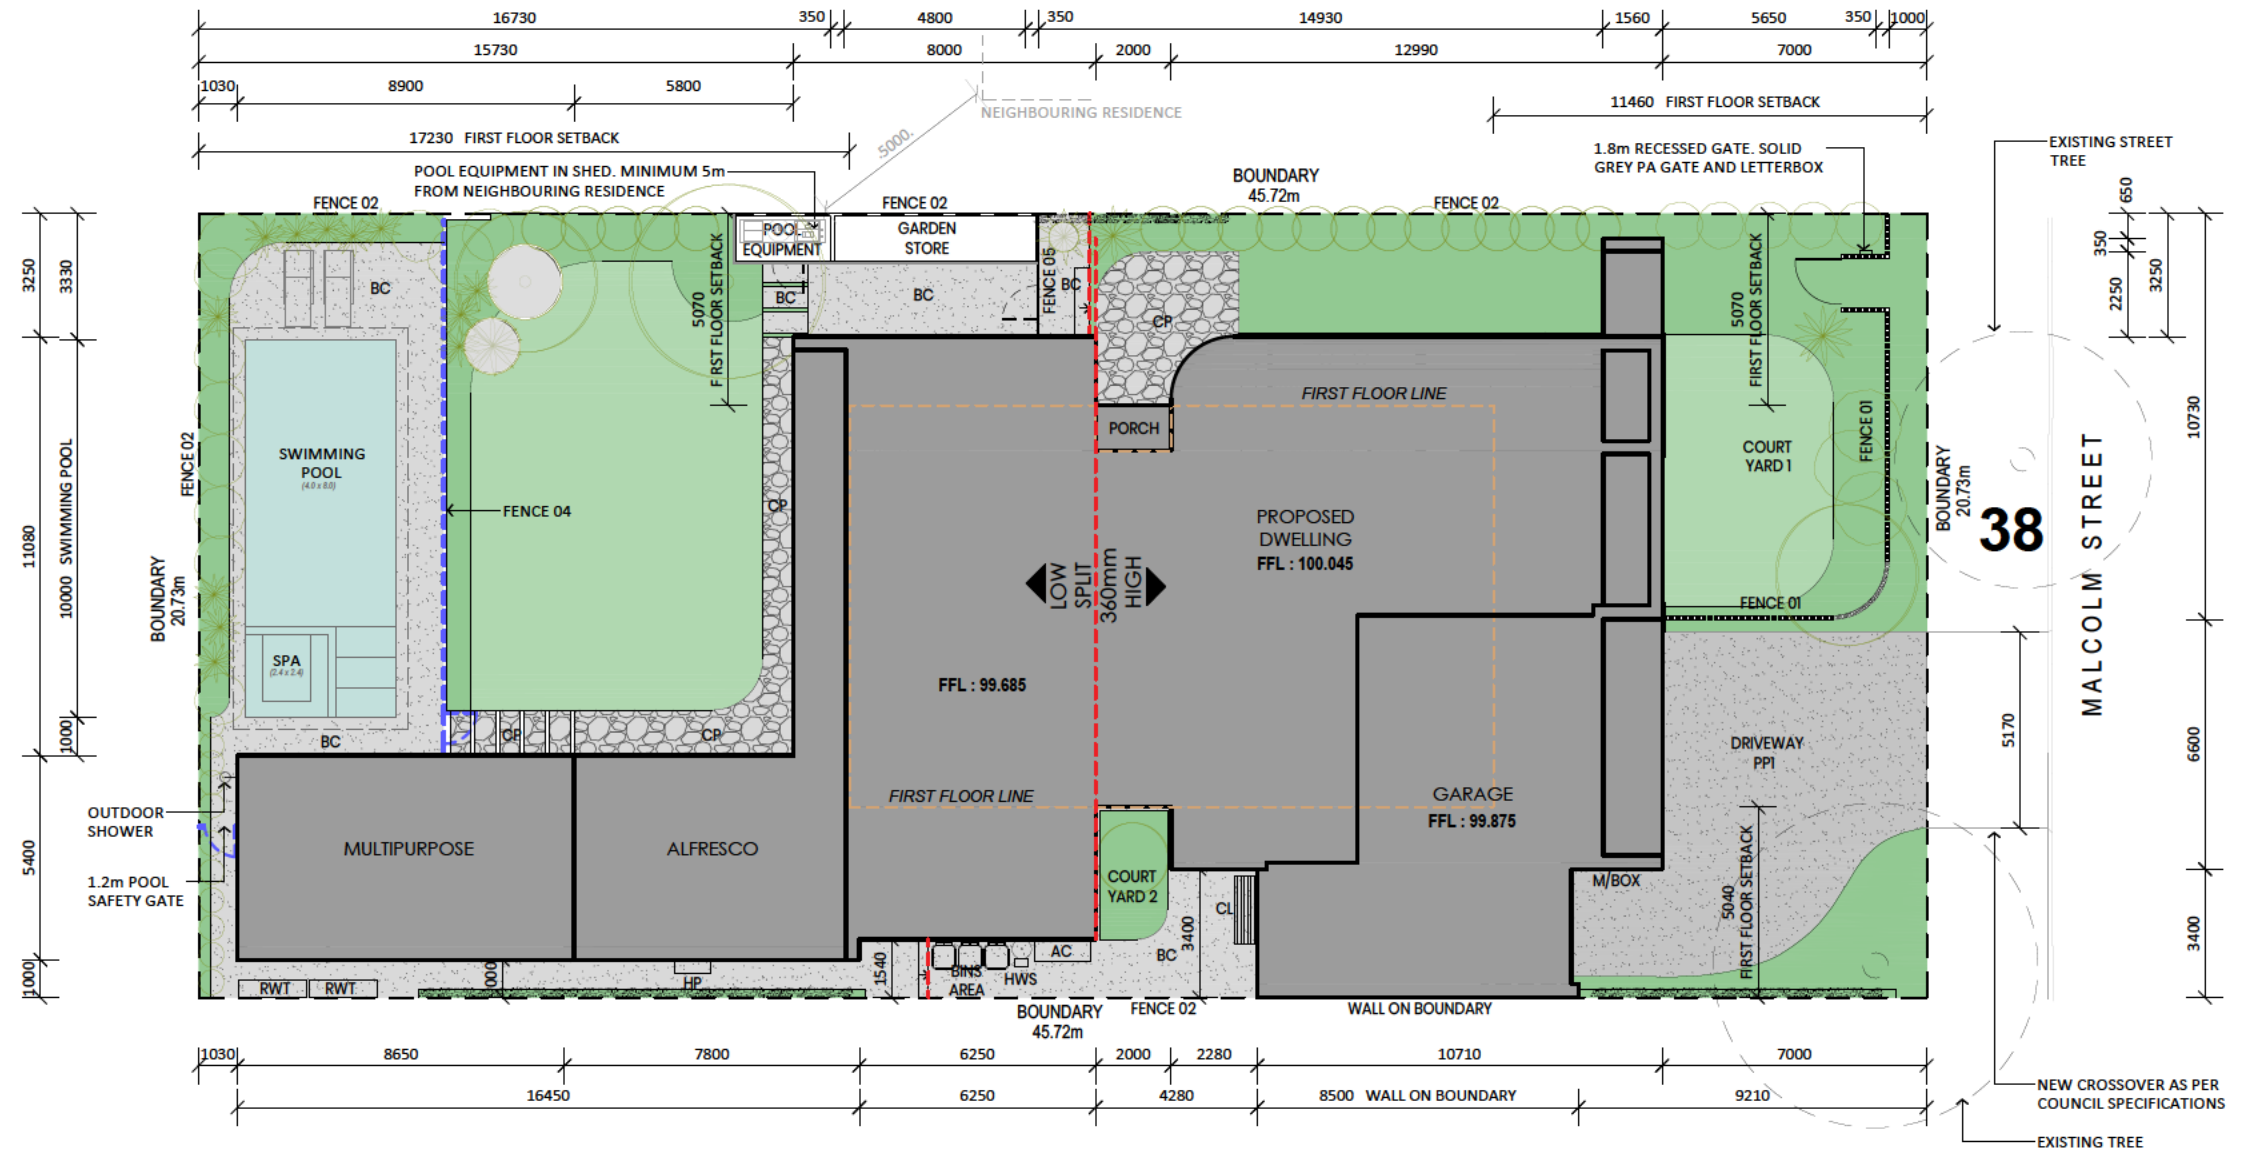 16730
350
4800
350
14930
1560
5650
350
1000
15730
8000
2000
12990
7000
1030
8900
5800
11460 FIRST FLOOR SETBACK
NEIGHBOURING RESIDENCE
17230 FIRST FLOOR SETBACK
5000.
POOL EQUIPMENT IN SHED. MINIMUM 5m
FROM NEIGHBOURING RESIDENCE
1.8m RECESSED GATE. SOLID
GREY PA GATE AND LETTERBOX
EXISTING STREET
TREE
BOUNDARY
45.72m
FENCE 02
FENCE 02
FENCE 02
650
350
2250
3250
3250
3330
POOL
EQUIPMENT
GARDEN
STORE
BC
BC
BC
FENCE 05
BC
CP
5070
FIRST FLOOR SETBACK
5070
FIRST FLOOR SETBACK
FIRST FLOOR LINE
PORCH
FENCE 02
SWIMMING
POOL
(4.0 x 8.0)
11080
10000 SWIMMING POOL
FENCE 04
CP
COURT
YARD 1
FENCE 01
BOUNDARY
20.73m
38
MALCOLM STREET
10730
PROPOSED
DWELLING
FFL : 100.045
LOW
SPLIT
360mm
HIGH
BOUNDARY
20.73m
FENCE 01
SPA
(2.4 x 2.4)
FFL : 99.685
1000
BC
CP
CP
DRIVEWAY
PP1
5170
6600
FIRST FLOOR LINE
GARAGE
FFL : 99.875
OUTDOOR
SHOWER
MULTIPURPOSE
ALFRESCO
5400
1.2m POOL
SAFETY GATE
COURT
YARD 2
M/BOX
CL
5040
FIRST FLOOR SETBACK
3400
3400
1000
RWT
RWT
HP
1540
BINS
AREA
HWS
AC
BC
BOUNDARY
45.72m
FENCE 02
WALL ON BOUNDARY
1030
8650
7800
6250
2000
2280
10710
7000
16450
6250
4280
8500 WALL ON BOUNDARY
9210
NEW CROSSOVER AS PER
COUNCIL SPECIFICATIONS
EXISTING TREE